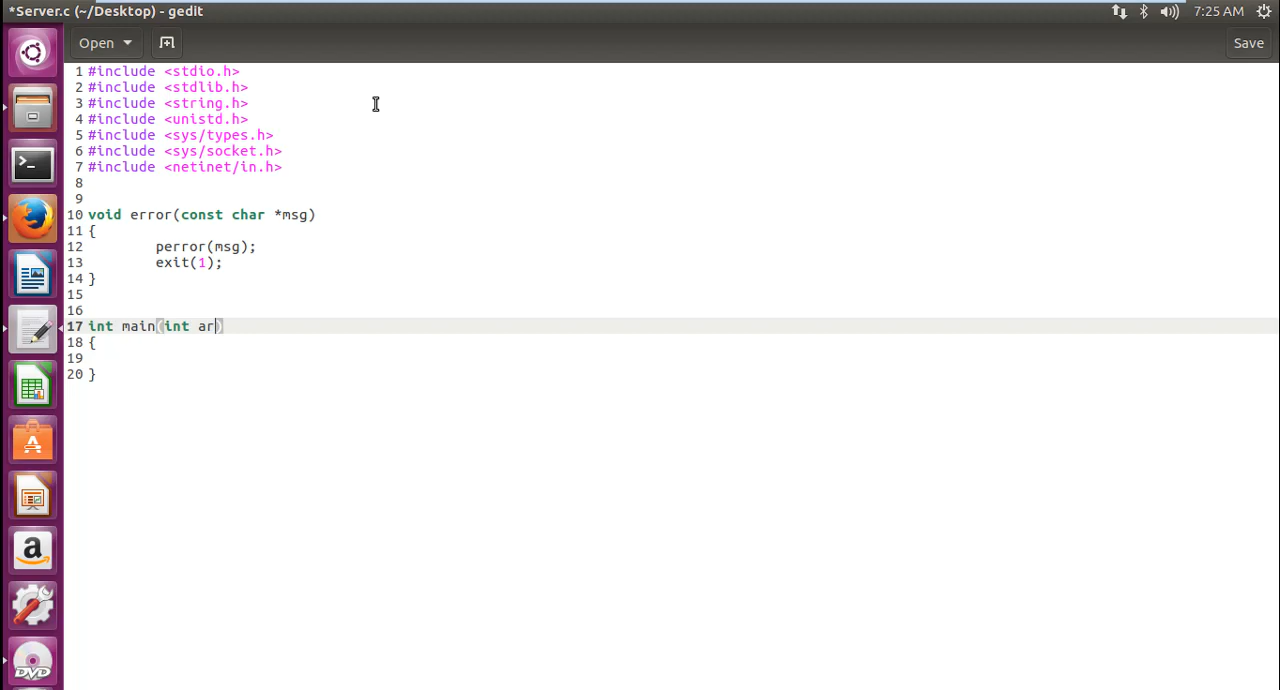 *Server.c (~/Desktop) - gedit
7:25 AM
Open
Save
1 #include <stdio.h>
2 #include <stdlib.h>
3 #include <string.h>
4 #include <unistd.h>
5 #include <sys/types.h>
6 #include <sys/socket.h>
7 #include <netinet/in.h>
8
9
10 void error(const char *msg)
11 {
12         perror(msg);
13         exit(1);
14 }
15
16
17 int main(int ar)
18 {
19
20 }
a
DVD